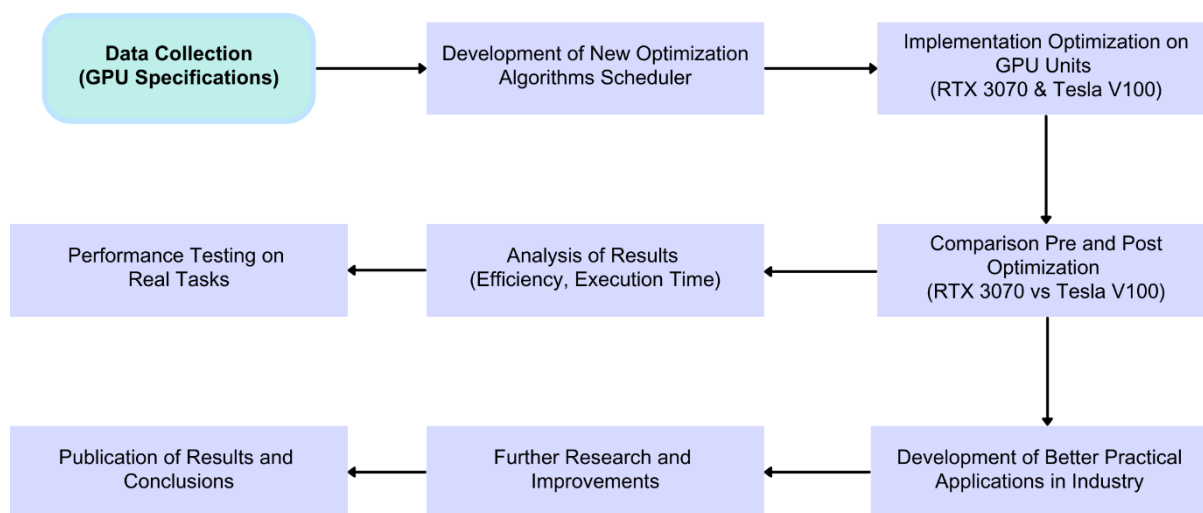 Data Collection
(GPU Specifications)
Development of New Optimization
Algorithms Scheduler
Implementation Optimization on
GPU Units
(RTX 3070 & Tesla V100)
Performance Testing on
Real Tasks
Analysis of Results
(Efficiency, Execution Time)
Comparison Pre and Post
Optimization
(RTX 3070 vs Tesla V100)
Publication of Results and
Conclusions
Further Research and
Improvements
Development of Better Practical
Applications in Industry